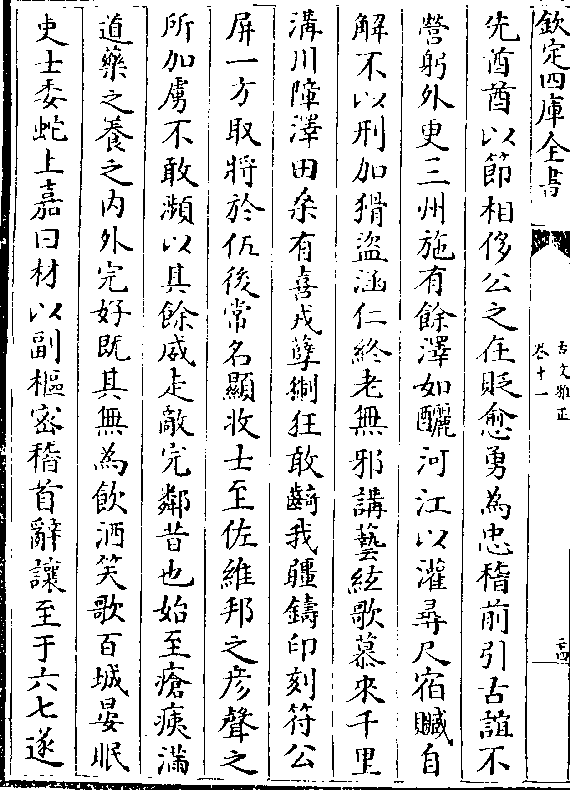 欽定四庫全書
古文雅正
卷十一
先酋酋以節相侈公之在貶愈勇為忠稽前引古誼不
營躬外更三州施有餘澤如釃河江以灌尋尺宿贓自
解不以刑加猾盜涵仁終老無邪講藝絃歌慕來千里
溝川障澤田桒有喜戎孽猘狂敢齮我疆鑄印刻符公
屏一方取將於伍後常名顯收士至佐維邦之彥聲之
所加虜不敢瀕以其餘威走敵完鄰昔也始至瘡痍滿
道藥之養之内外完好既其無為飲酒笑歌百城晏眠
吏士委蛇上嘉曰材以副樞宻稽首辭讓至于六七遂